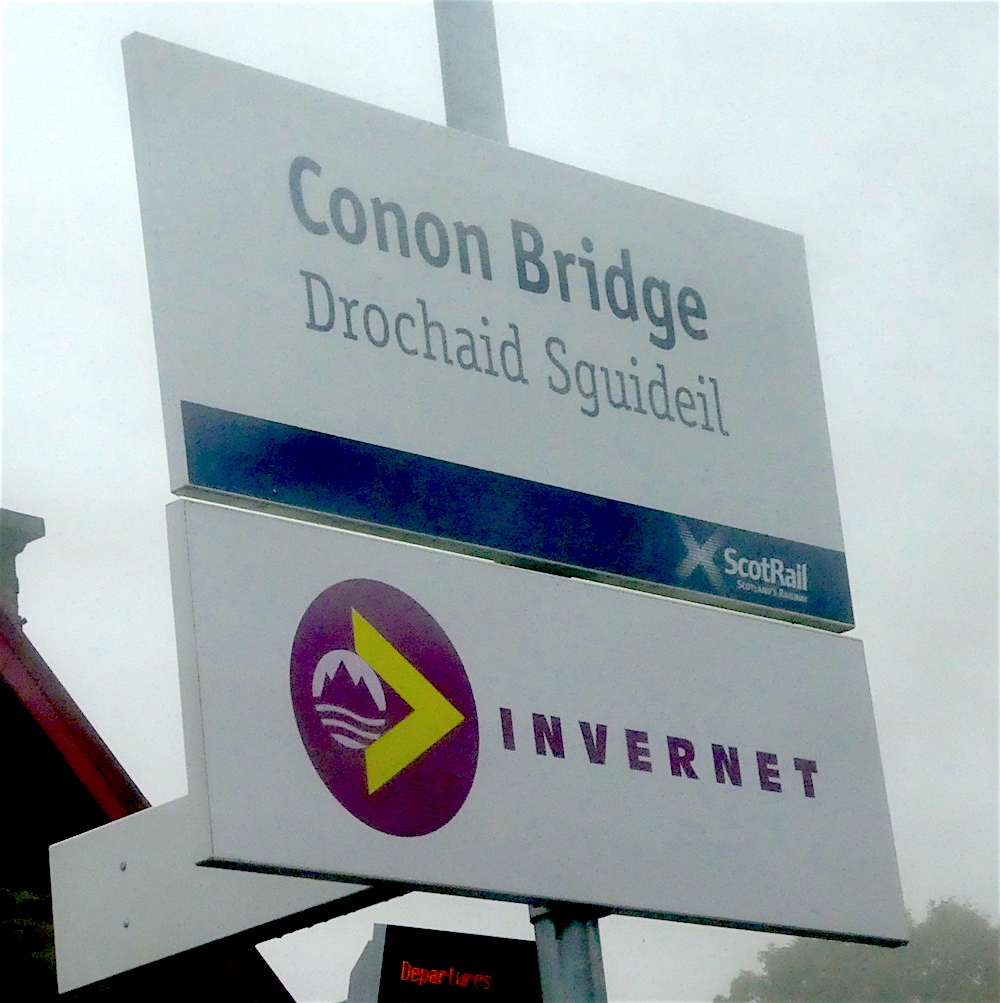 Conon Bridge
Drochaid Sguideil
ScotRail
SCOTLAND'S RAILWAY
INVERNET
Departures